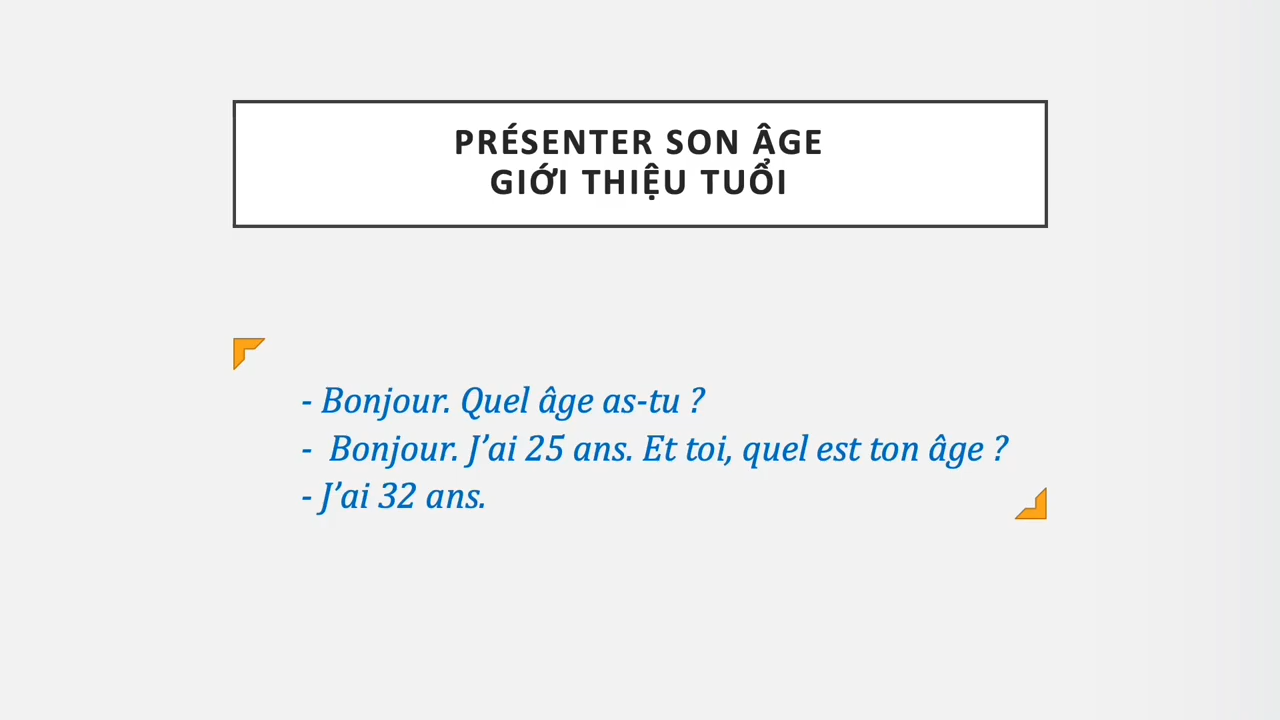 PRÉSENTER SON ÂGE
GIỚI THIỆU TUỔI
- Bonjour. Quel âge as-tu ?
- Bonjour. J’ai 25 ans. Et toi, quel est ton âge ?
- J’ai 32 ans.